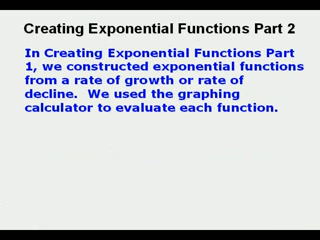 Creating Exponential Functions Part 2
In Creating Exponential Functions Part
1, we constructed exponential functions
from a rate of growth or rate of
decline.  We used the graphing
calculator to evaluate each function.